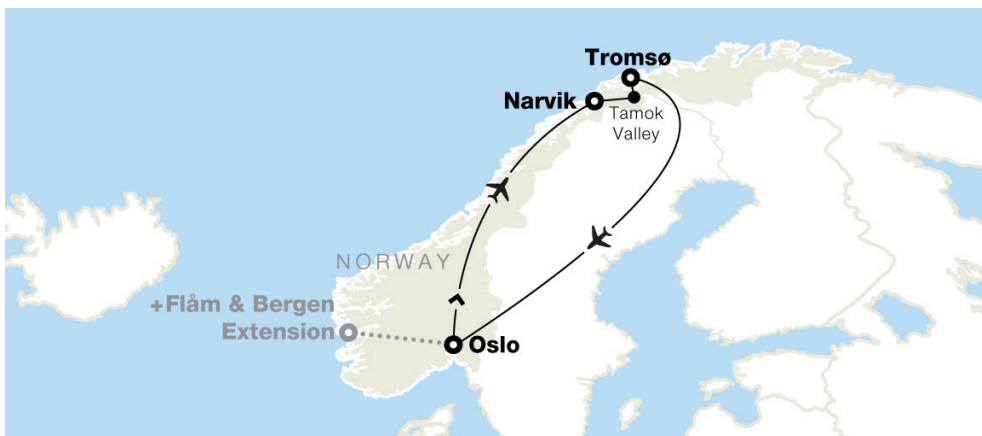 Tromsø
Narvik
Tamok
Valley
NORWAY
+Flåm & Bergen
Extension
Oslo